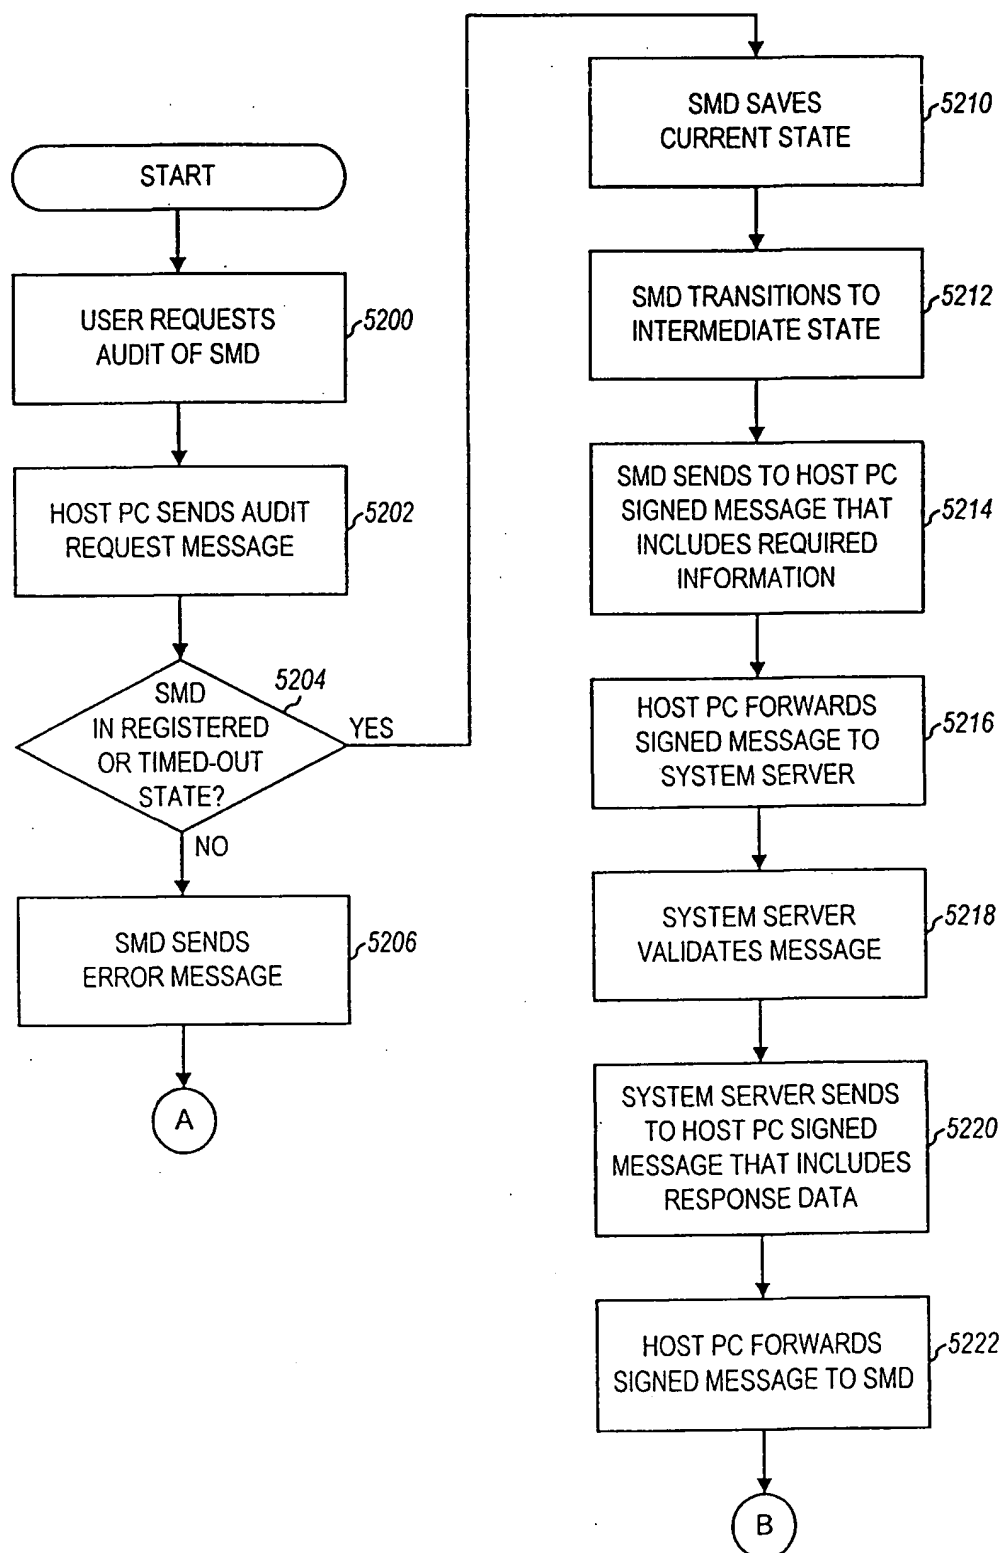 START
USER REQUESTS
AUDIT OF SMD
5200
HOST PC SENDS AUDIT
REQUEST MESSAGE
5202
SMD
IN REGISTERED
OR TIMED-OUT
STATE?
5204
YES
NO
SMD SENDS
ERROR MESSAGE
5206
A
SMD SAVES
CURRENT STATE
5210
SMD TRANSITIONS TO
INTERMEDIATE STATE
5212
SMD SENDS TO HOST PC
SIGNED MESSAGE THAT
INCLUDES REQUIRED
INFORMATION
5214
HOST PC FORWARDS
SIGNED MESSAGE TO
SYSTEM SERVER
5216
SYSTEM SERVER
VALIDATES MESSAGE
5218
SYSTEM SERVER SENDS
TO HOST PC SIGNED
MESSAGE THAT INCLUDES
RESPONSE DATA
5220
HOST PC FORWARDS
SIGNED MESSAGE TO SMD
5222
B